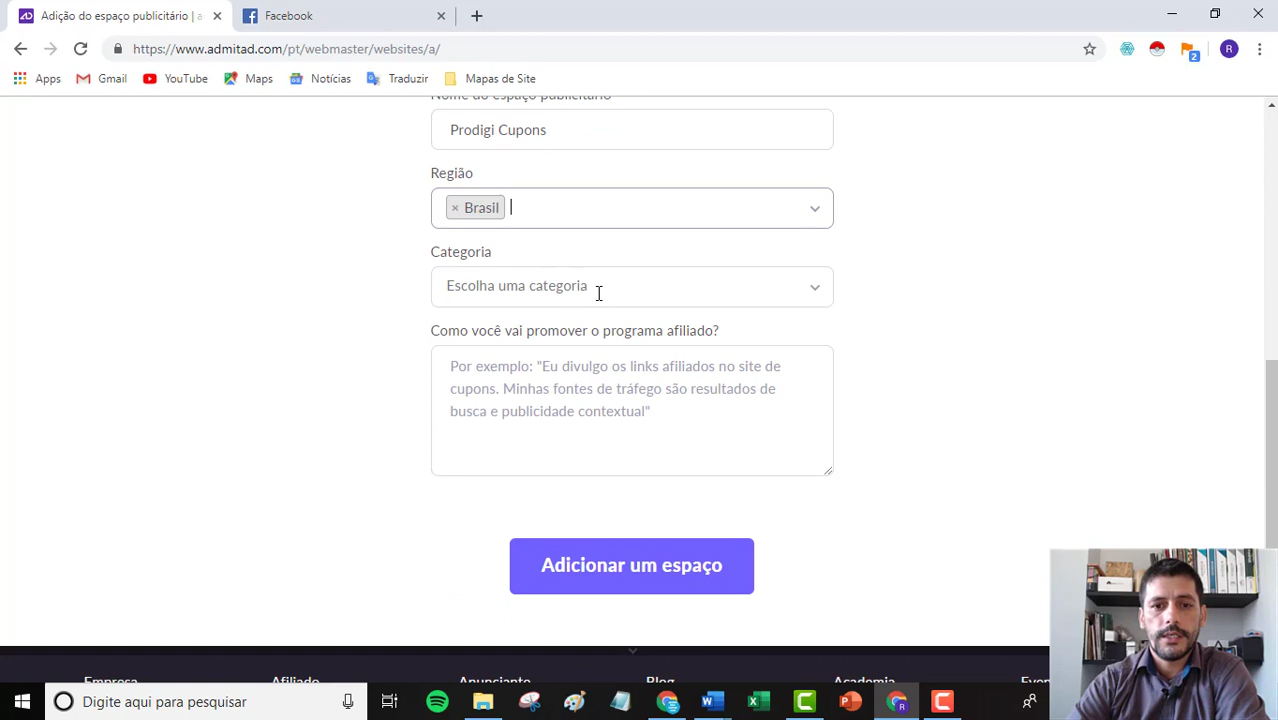 Adição do espaço publicitário | a
Facebook
https://www.admitad.com/pt/webmaster/websites/a/
R
Apps
Gmail
YouTube
Maps
Notícias
Traduzir
Mapas de Site
2
Nome do espaço publicitário
Prodigi Cupons
Região
× Brasil
Categoria
Escolha uma categoria
Como você vai promover o programa afiliado?
Por exemplo: "Eu divulgo os links afiliados no site de
cupons. Minhas fontes de tráfego são resultados de
busca e publicidade contextual"
Adicionar um espaço
Empresa
Afiliado
Anunciante
Blog
Academia
Digite aqui para pesquisar